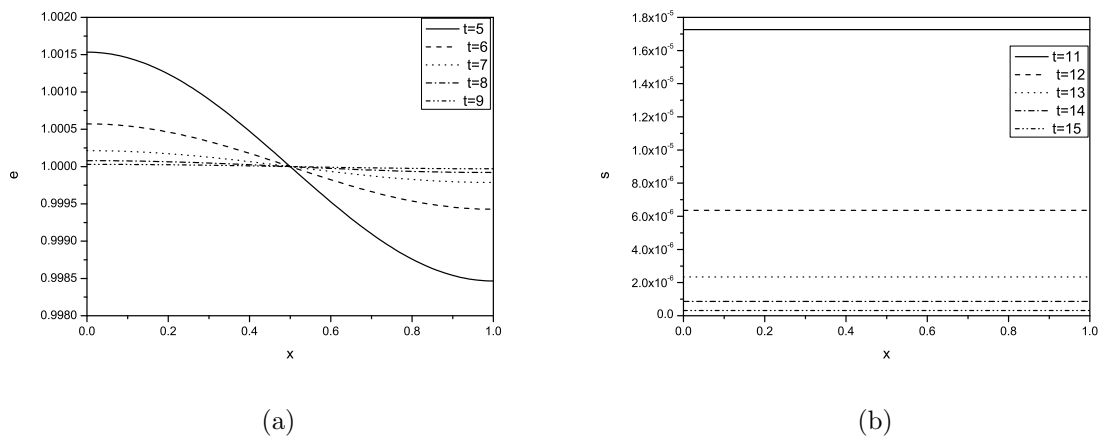 1.0020
1.0015
1.0010
1.0005
1.0000
0.9995
0.9990
0.9985
0.9980
e
0.0 0.2 0.4 0.6 0.8 1.0
x
t=5
t=6
t=7
t=8
t=9
(a)
1.8x10⁻⁵
1.6x10⁻⁵
1.4x10⁻⁵
1.2x10⁻⁵
1.0x10⁻⁵
8.0x10⁻⁶
6.0x10⁻⁶
4.0x10⁻⁶
2.0x10⁻⁶
0.0
s
0.0 0.2 0.4 0.6 0.8 1.0
x
t=11
t=12
t=13
t=14
t=15
(b)